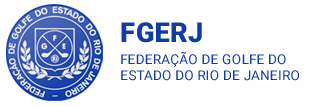 FEDERAÇÃO DE GOLFE DO ESTADO DO RIO DE JANEIRO
F
G E
R J
FGERJ
FEDERAÇÃO DE GOLFE DO
ESTADO DO RIO DE JANEIRO